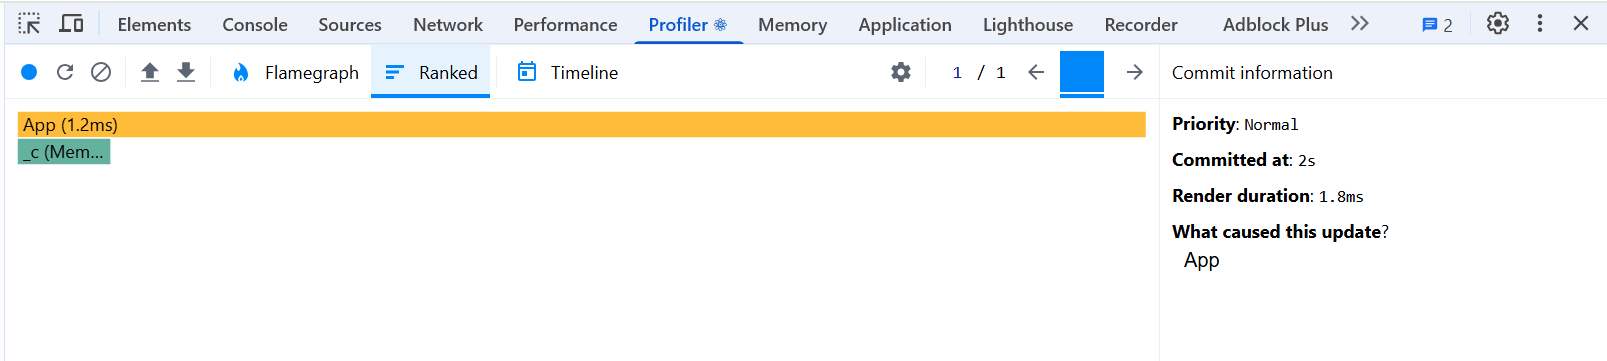 Elements Console Sources Network Performance Profiler ⚛ Memory Application Lighthouse Recorder Adblock Plus 2
Flamegraph Ranked Timeline 1 / 1 Commit information
App (1.2ms)
_c (Mem...
Priority: Normal
Committed at: 2s
Render duration: 1.8ms
What caused this update?
App